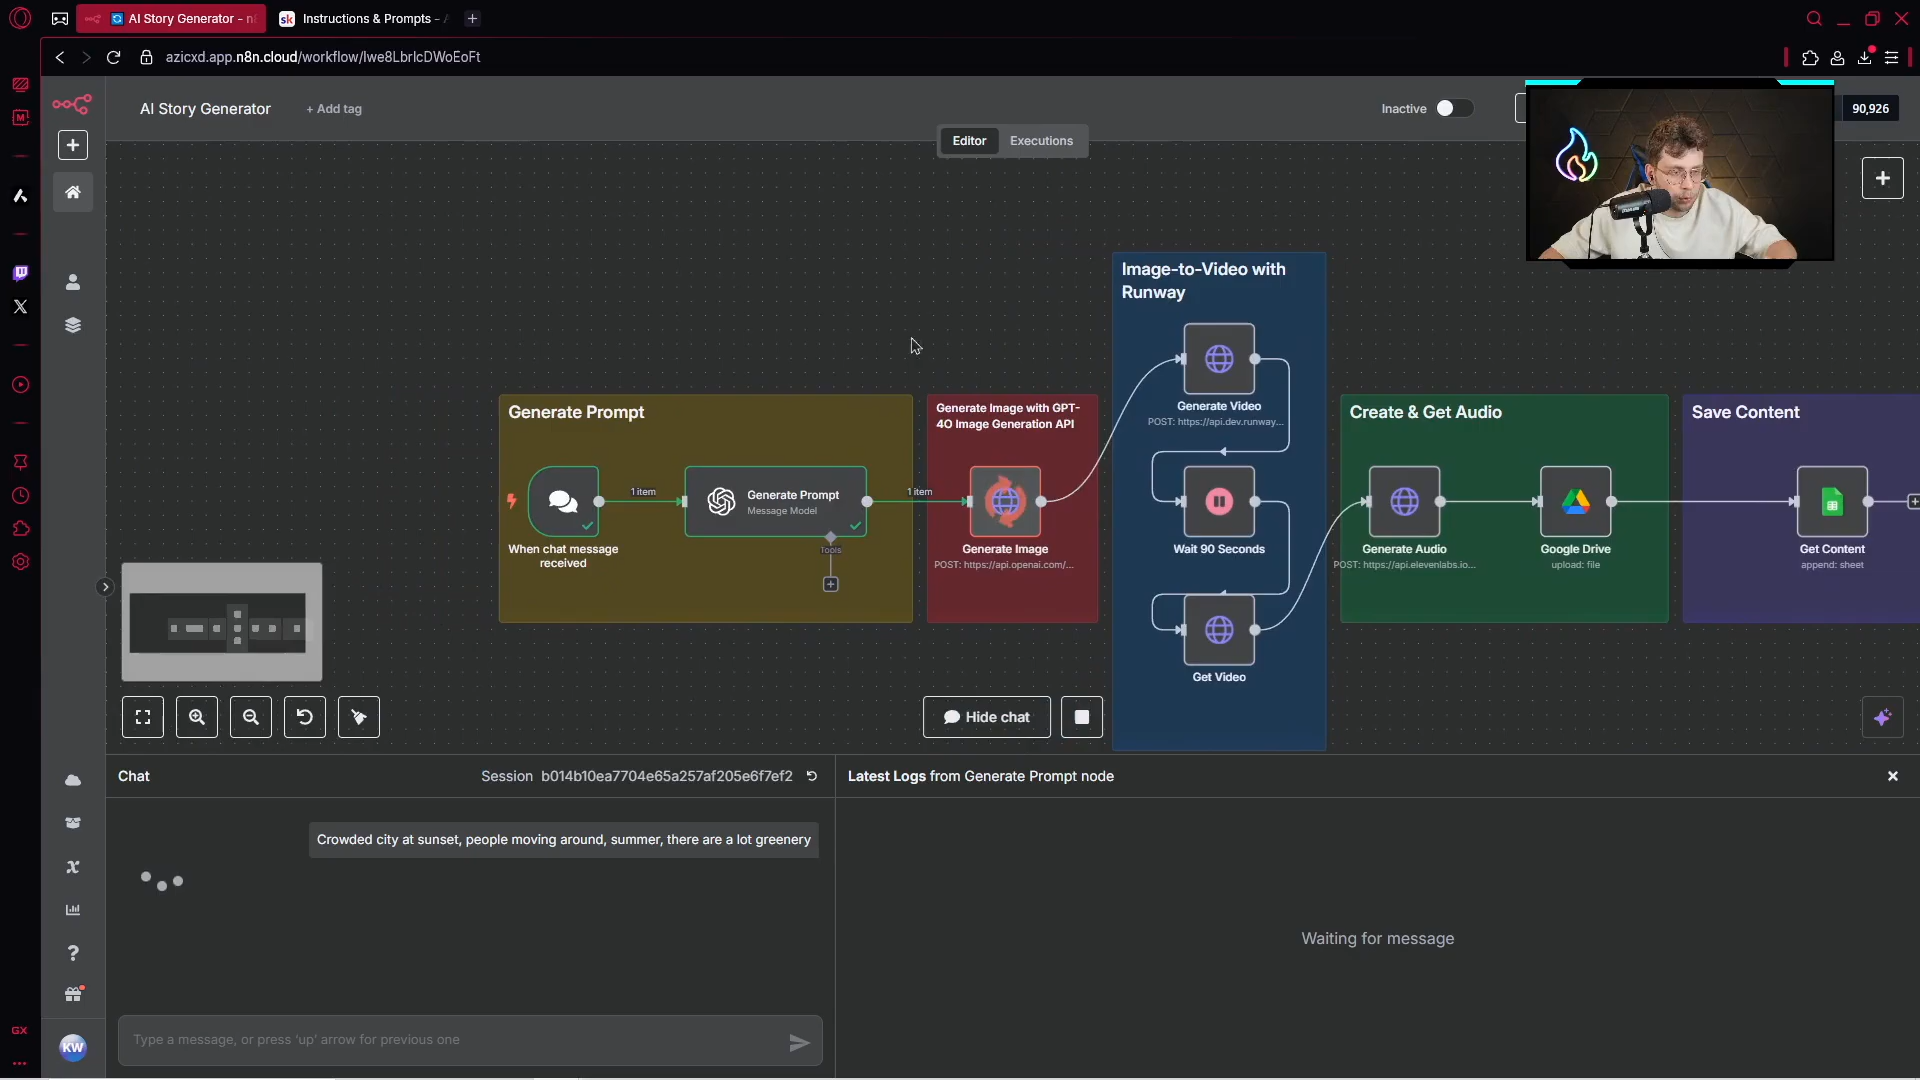 AI Story Generator - n
sk
Instructions & Prompts - A
azicxd.app.n8n.cloud/workflow/Iwe8LbrIcDWoEoFt
M
AI Story Generator
+ Add tag
Inactive
90,926
Editor
Executions
Image-to-Video with
Runway
Generate Video
POST: https://api.dev.runway...
Generate Prompt
Generate Image with GPT-
4O Image Generation API
Create & Get Audio
Save Content
1 item
Generate Prompt
Message Model
1 item
Tools
When chat message
received
Generate Image
POST: https://api.openai.com/...
Wait 90 Seconds
Generate Audio
POST: https://api.elevenlabs.io...
Google Drive
upload: file
Get Content
append: sheet
Get Video
Hide chat
Chat
Session b014b10ea7704e65a257af205e6f7ef2
Latest Logs from Generate Prompt node
Crowded city at sunset, people moving around, summer, there are a lot greenery
Waiting for message
Type a message, or press 'up' arrow for previous one
GX
KW